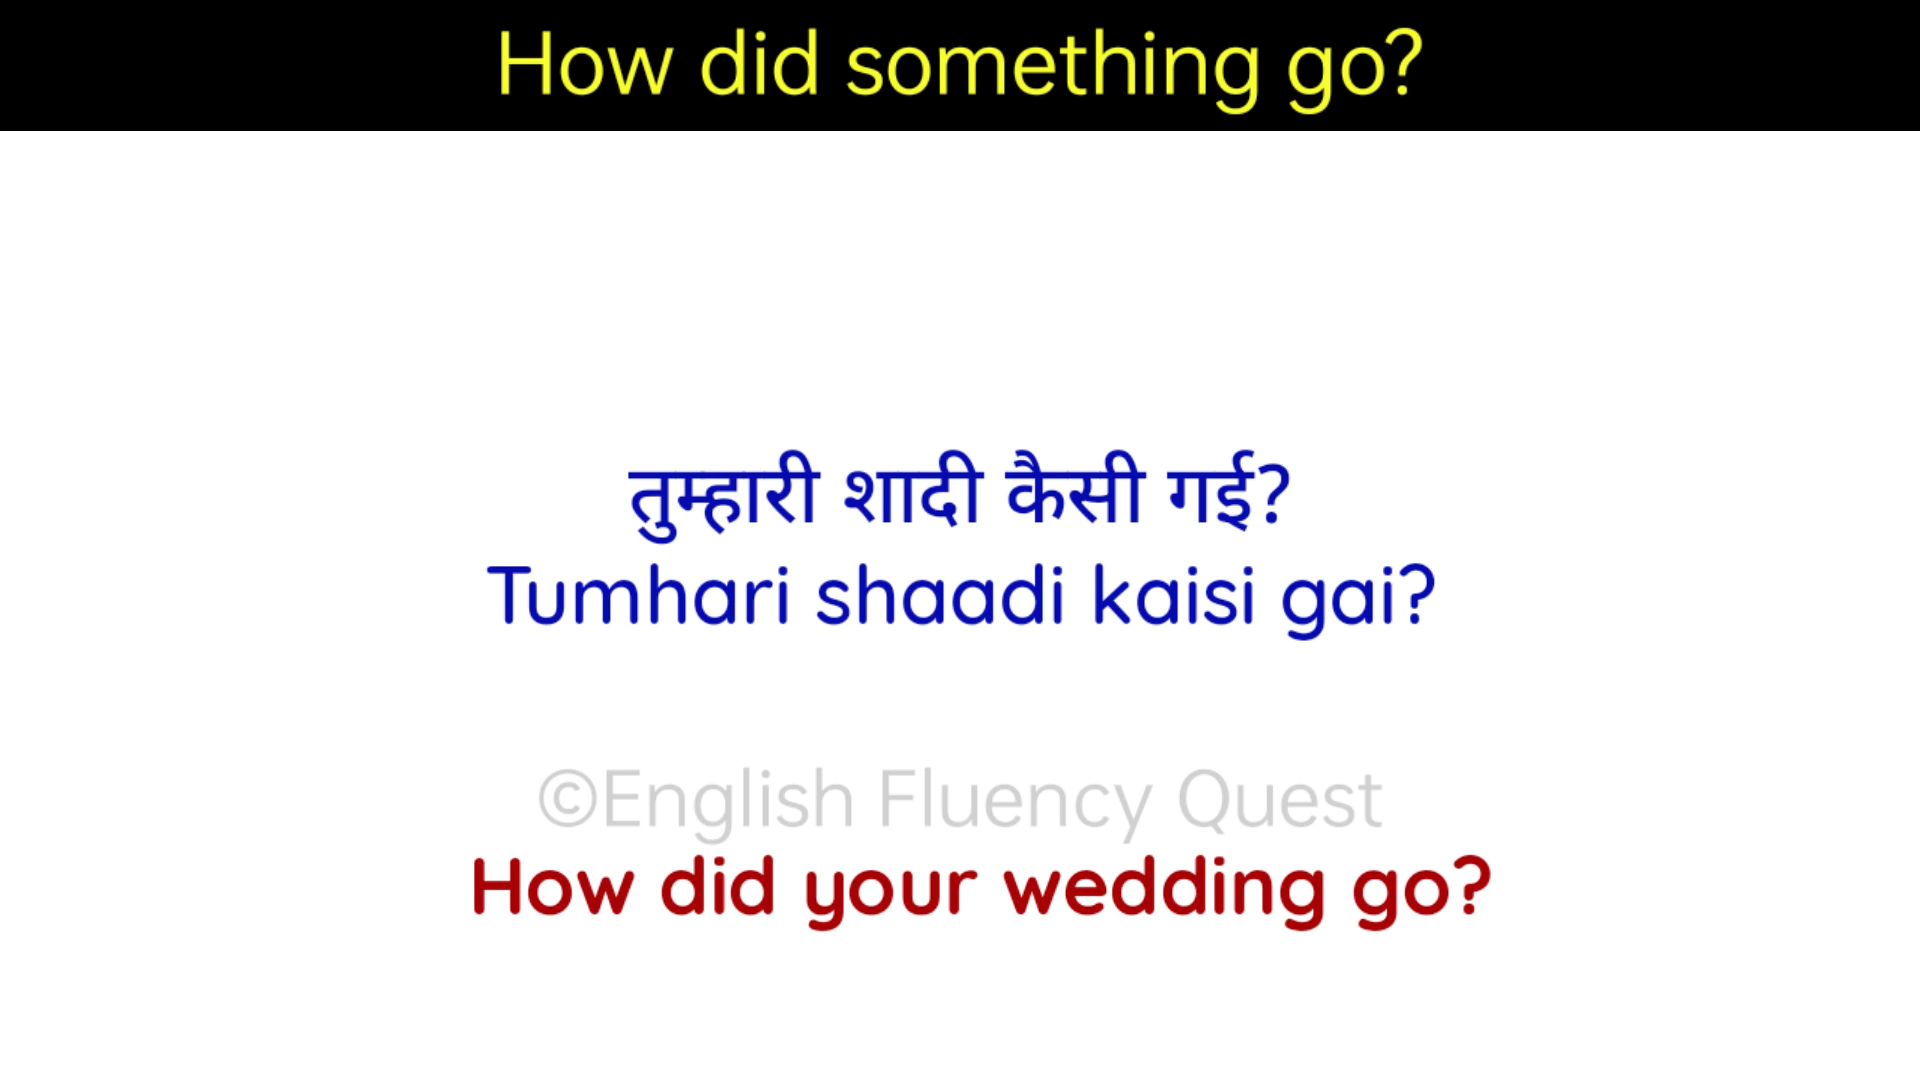 How did something go?
तुम्हारी शादी कैसी गई?
Tumhari shaadi kaisi gai?
©English Fluency Quest
How did your wedding go?